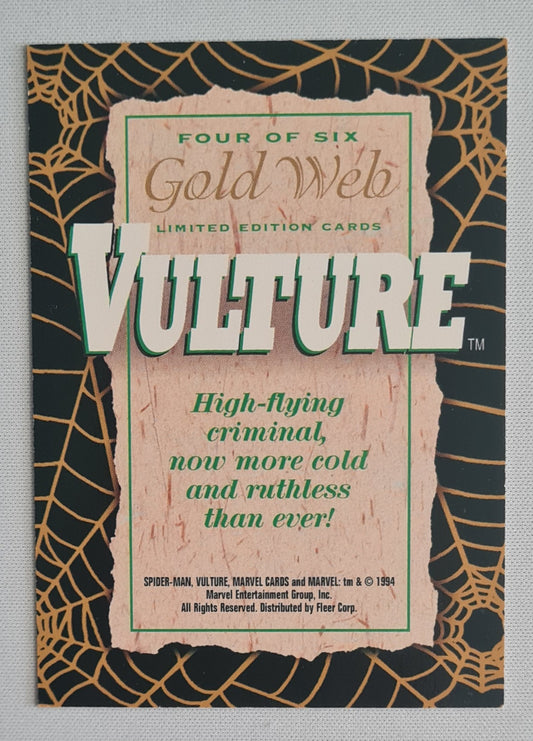 FOUR OF SIX
Gold Web
LIMITED EDITION CARDS
VULTURE TM
High-flying
criminal,
now more cold
and ruthless
than ever!
SPIDER-MAN, VULTURE, MARVEL CARDS and MARVEL: tm & © 1994
Marvel Entertainment Group, Inc.
All Rights Reserved. Distributed by Fleer Corp.